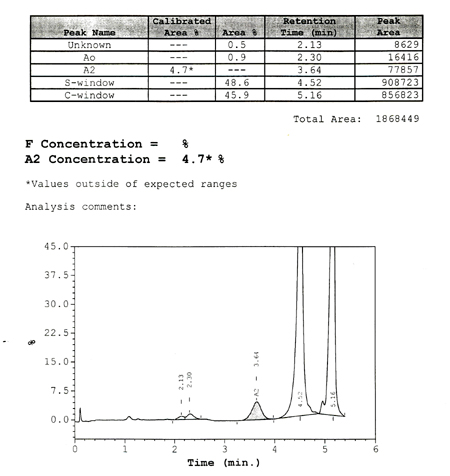 Calibrated Retention Peak
Peak Name Area % Area % Time (min) Area
Unknown --- 0.5 2.13 8629
Ao --- 0.9 2.30 16416
A2 4.7* --- 3.64 77857
S-window --- 48.6 4.52 908723
C-window --- 45.9 5.16 856823
Total Area: 1868449
F Concentration = %
A2 Concentration = 4.7* %
*Values outside of expected ranges
Analysis comments:
45.0
37.5
30.0
22.5
%
15.0
7.5
0.0
2.13
2.30
A2 - 3.64
4.52
5.16
0 1 2 3 4 5 6
Time (min.)